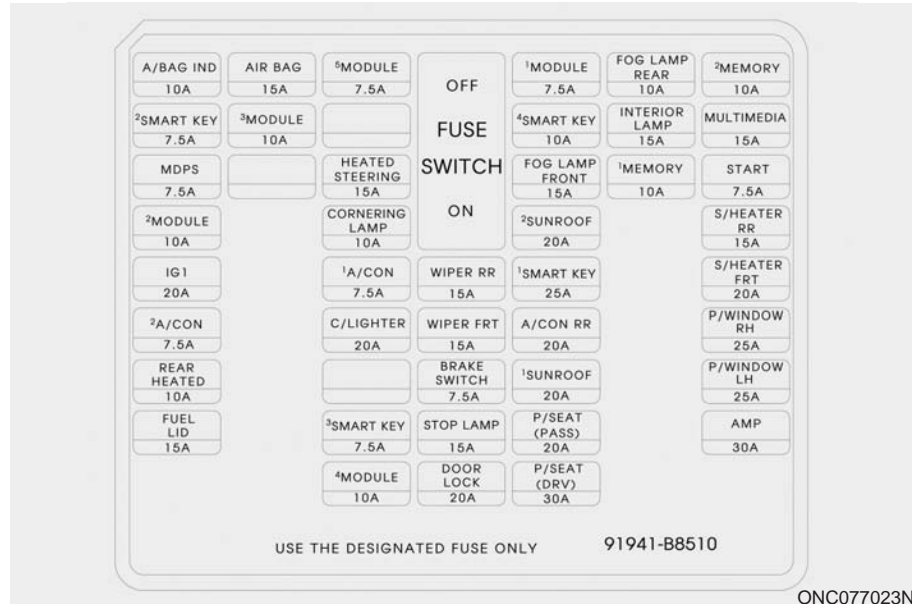 A/BAG IND
10A
AIR BAG
15A
⁵MODULE
7.5A
OFF
FUSE
SWITCH
ON
¹MODULE
7.5A
FOG LAMP
REAR
10A
²MEMORY
10A
²SMART KEY
7.5A
³MODULE
10A
⁴SMART KEY
10A
INTERIOR
LAMP
15A
MULTIMEDIA
15A
MDPS
7.5A
HEATED
STEERING
15A
FOG LAMP
FRONT
15A
¹MEMORY
10A
START
7.5A
²MODULE
10A
CORNERING
LAMP
10A
²SUNROOF
20A
S/HEATER
RR
15A
IG1
20A
¹A/CON
7.5A
WIPER RR
15A
¹SMART KEY
25A
S/HEATER
FRT
20A
²A/CON
7.5A
C/LIGHTER
20A
WIPER FRT
15A
A/CON RR
20A
P/WINDOW
RH
25A
REAR
HEATED
10A
BRAKE
SWITCH
7.5A
¹SUNROOF
20A
P/WINDOW
LH
25A
FUEL
LID
15A
³SMART KEY
7.5A
STOP LAMP
15A
P/SEAT
(PASS)
20A
AMP
30A
⁴MODULE
10A
DOOR
LOCK
20A
P/SEAT
(DRV)
30A
USE THE DESIGNATED FUSE ONLY
91941-B8510
ONC077023N